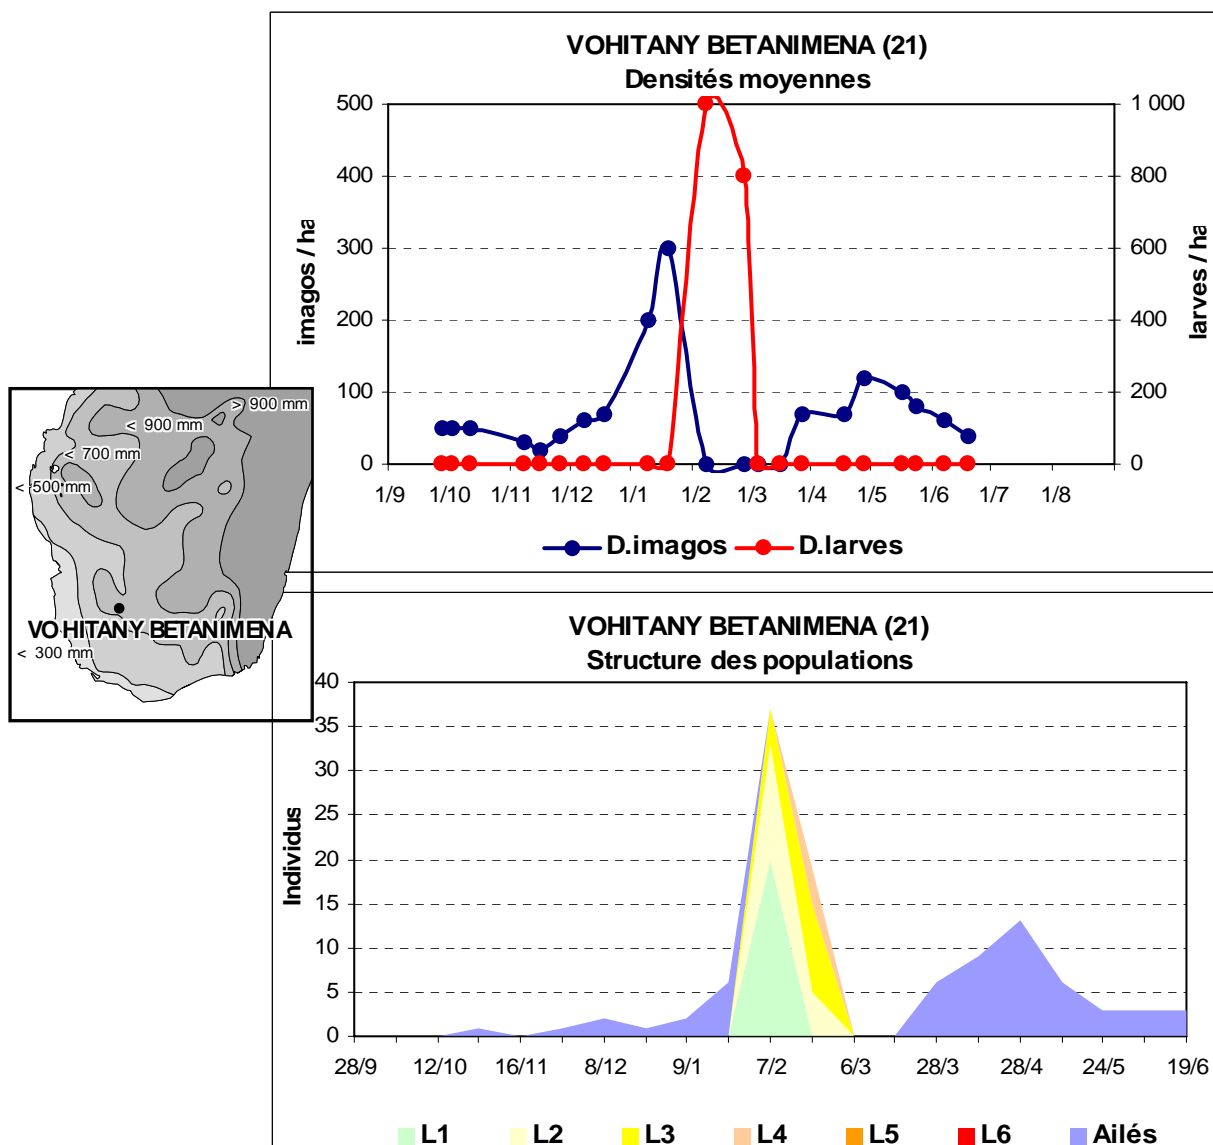 VOHITANY BETANIMENA (21)
Densités moyennes
500
400
300
200
100
0
1 000
800
600
400
200
0
imagos / ha
larves / ha
1/9 1/10 1/11 1/12 1/1 1/2 1/3 1/4 1/5 1/6 1/7 1/8
D.imagos D.larves
> 900 mm
< 900 mm
< 700 mm
< 500 mm
VOHITANY BETANIMENA
< 300 mm
VOHITANY BETANIMENA (21)
Structure des populations
40
35
30
25
20
15
10
5
0
Individus
28/9 12/10 16/11 8/12 9/1 7/2 6/3 28/3 28/4 24/5 19/6
L1 L2 L3 L4 L5 L6 Ailés